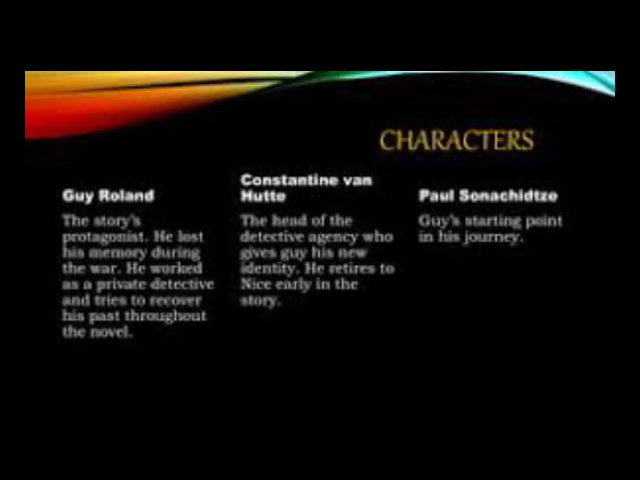 CHARACTERS
Guy Roland
The story's
protagonist. He lost
his memory during
the war. He worked
as a private detective
and tries to recover
his past throughout
the novel.
Constantine van
Hutte
The head of the
detective agency who
gives guy his new
identity. He retires to
Nice early in the
story.
Paul Sonachidtze
Guy's starting point
in his journey.